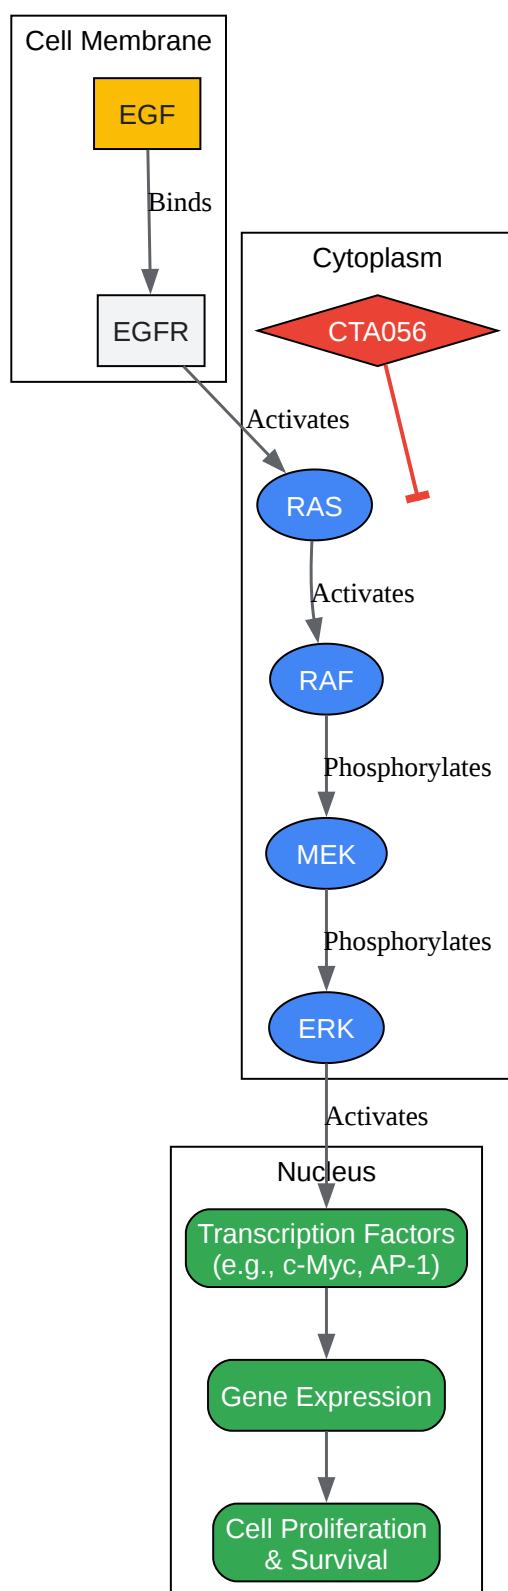 Cell Membrane
EGF
Binds
Cytoplasm
EGFR
CTA056
Activates
RAS
Activates
RAF
Phosphorylates
MEK
Phosphorylates
ERK
Activates
Nucleus
Transcription Factors
(e.g., c-Myc, AP-1)
Gene Expression
Cell Proliferation
& Survival